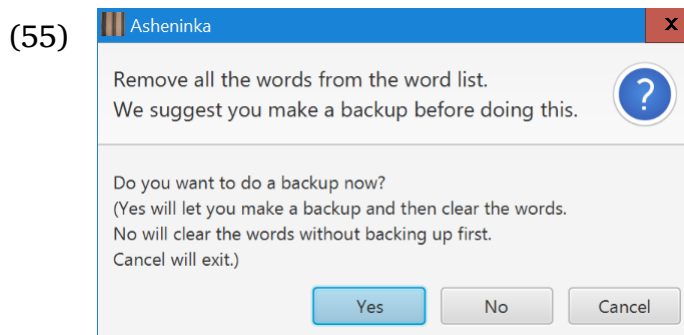 (55)
Asheninka
Remove all the words from the word list.
We suggest you make a backup before doing this.
?
Do you want to do a backup now?
(Yes will let you make a backup and then clear the words.
No will clear the words without backing up first.
Cancel will exit.)
Yes No Cancel